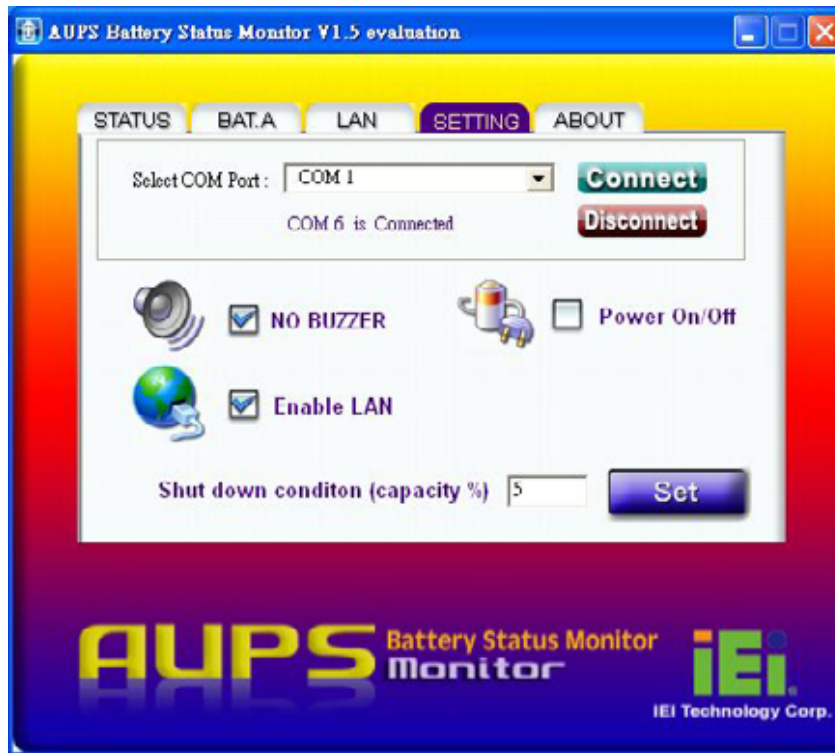 AUPS Battery Status Monitor V1.5 evaluation
STATUS BAT.A LAN SETTING ABOUT
Select COM Port : COM 1 Connect
COM 6 is Connected Disconnect
NO BUZZER Power On/Off
Enable LAN
Shut down conditon (capacity %) 5 Set
AUPS Battery Status Monitor
Monitor
iEi
IEI Technology Corp.